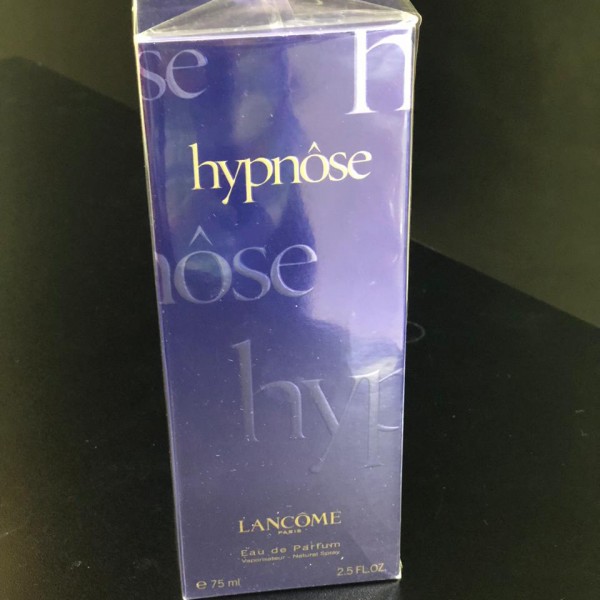 se h
hypnôse
nôse
hyp
LANCÔME
PARIS
Eau de Parfum
Vaporisateur - Natural Spray
e 75 ml 2.5 FL.OZ.